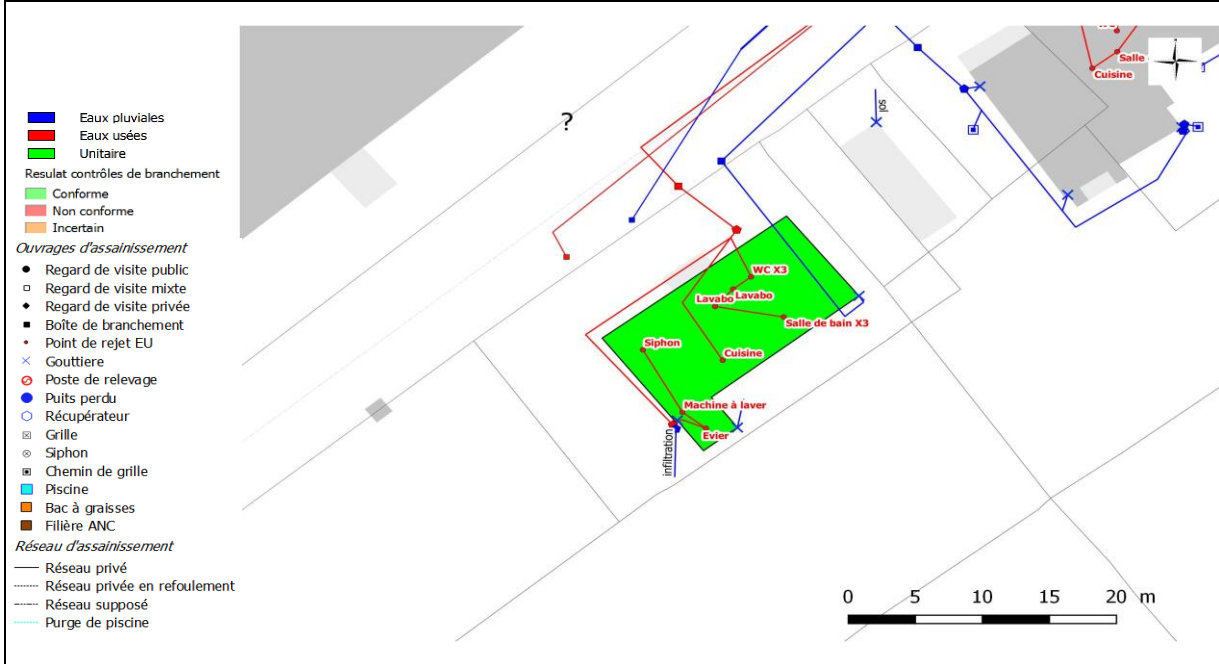 Eaux pluviales
Eaux usées
Unitaire
Resulat contrôles de branchement
Conforme
Non conforme
Incertain
Ouvrages d'assainissement
Regard de visite public
Regard de visite mixte
Regard de visite privée
Boîte de branchement
Point de rejet EU
Gouttiere
Poste de relevage
Puits perdu
Récupérateur
Grille
Siphon
Chemin de grille
Piscine
Bac à graisses
Filière ANC
Réseau d'assainissement
Réseau privé
Réseau privée en refoulement
Réseau supposé
Purge de piscine
?
sol
Salle
Cuisine
WC X3
Lavabo
Lavabo
Salle de bain X3
Siphon
Cuisine
Machine à laver
Evier
infiltration
0 5 10 15 20 m